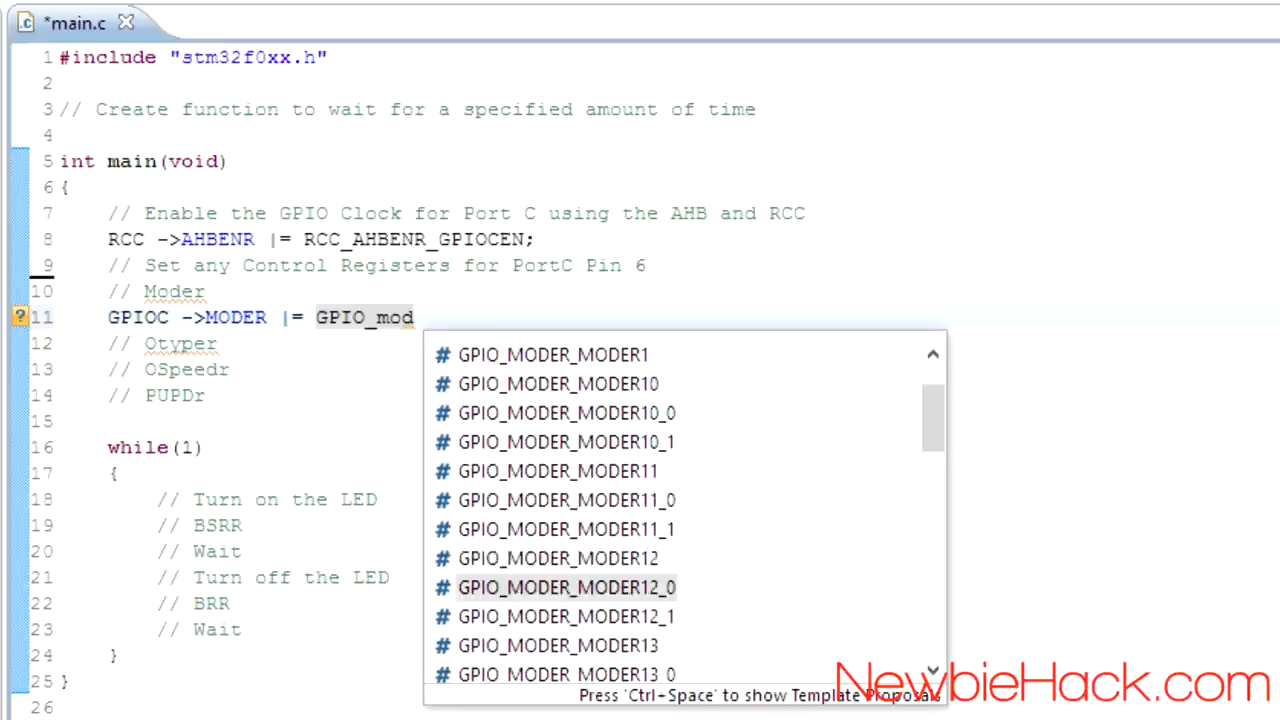 *main.c
1 #include "stm32f0xx.h"
2
3 // Create function to wait for a specified amount of time
4
5 int main(void)
6 {
7 // Enable the GPIO Clock for Port C using the AHB and RCC
8 RCC ->AHBENR |= RCC_AHBENR_GPIOCEN;
9 // Set any Control Registers for PortC Pin 6
10 // Moder
11 GPIOC ->MODER |= GPIO_mod
12 // Otyper
13 // OSpeedr
14 // PUPDr
15
16 while(1)
17 {
18 // Turn on the LED
19 // BSRR
20 // Wait
21 // Turn off the LED
22 // BRR
23 // Wait
24 }
25 }
26
# GPIO_MODER_MODER1
# GPIO_MODER_MODER10
# GPIO_MODER_MODER10_0
# GPIO_MODER_MODER10_1
# GPIO_MODER_MODER11
# GPIO_MODER_MODER11_0
# GPIO_MODER_MODER11_1
# GPIO_MODER_MODER12
# GPIO_MODER_MODER12_0
# GPIO_MODER_MODER12_1
# GPIO_MODER_MODER13
# GPIO_MODER_MODER13_0
Press 'Ctrl+Space' to show Template Proposals
NewbieHack.com